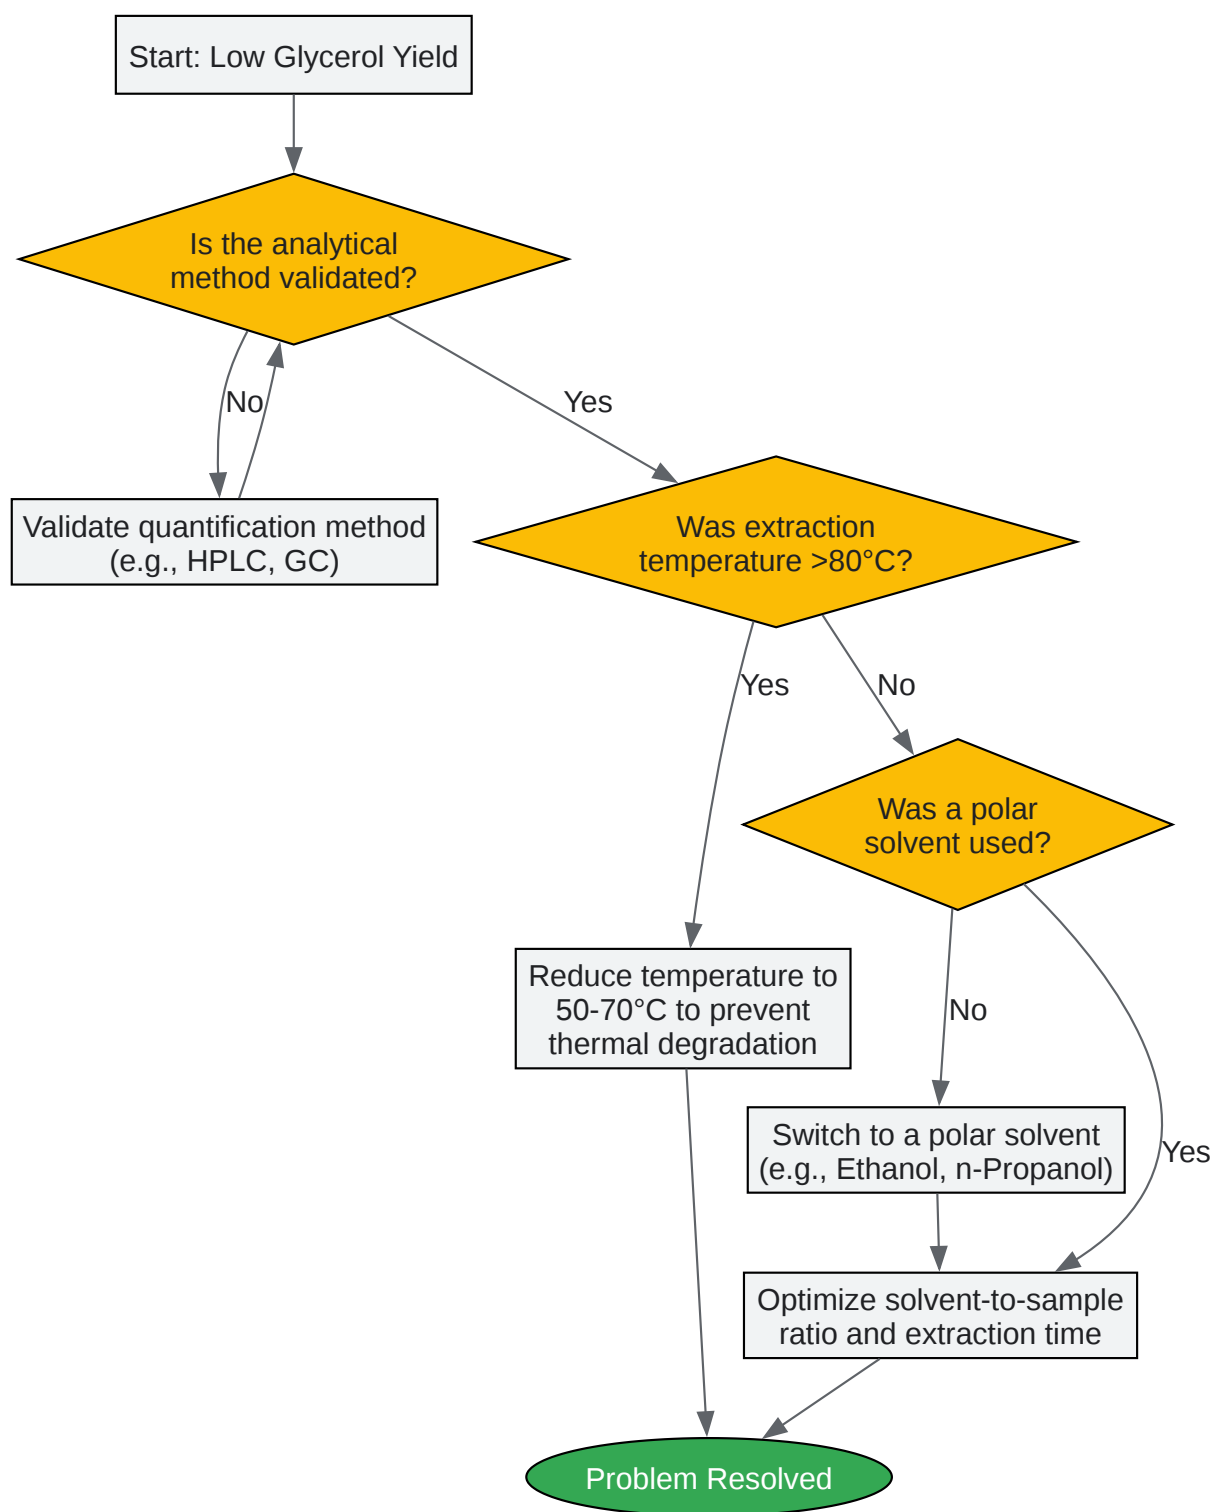 Start: Low Glycerol Yield
Is the analytical
method validated?
No
Yes
Validate quantification method
(e.g., HPLC, GC)
Was extraction
temperature >80°C?
Yes
No
Was a polar
solvent used?
Reduce temperature to
50-70°C to prevent
thermal degradation
No
Switch to a polar solvent
(e.g., Ethanol, n-Propanol)
Yes
Optimize solvent-to-sample
ratio and extraction time
Problem Resolved